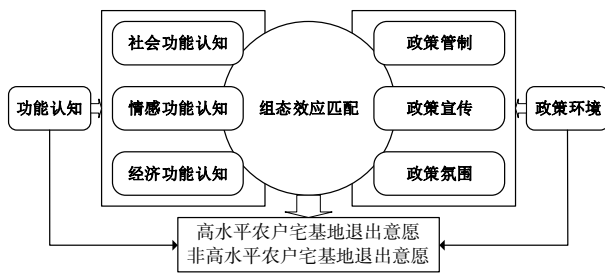 社会功能认知
政策管制
功能认知
情感功能认知
组态效应匹配
政策宣传
政策环境
经济功能认知
政策氛围
高水平农户宅基地退出意愿
非高水平农户宅基地退出意愿